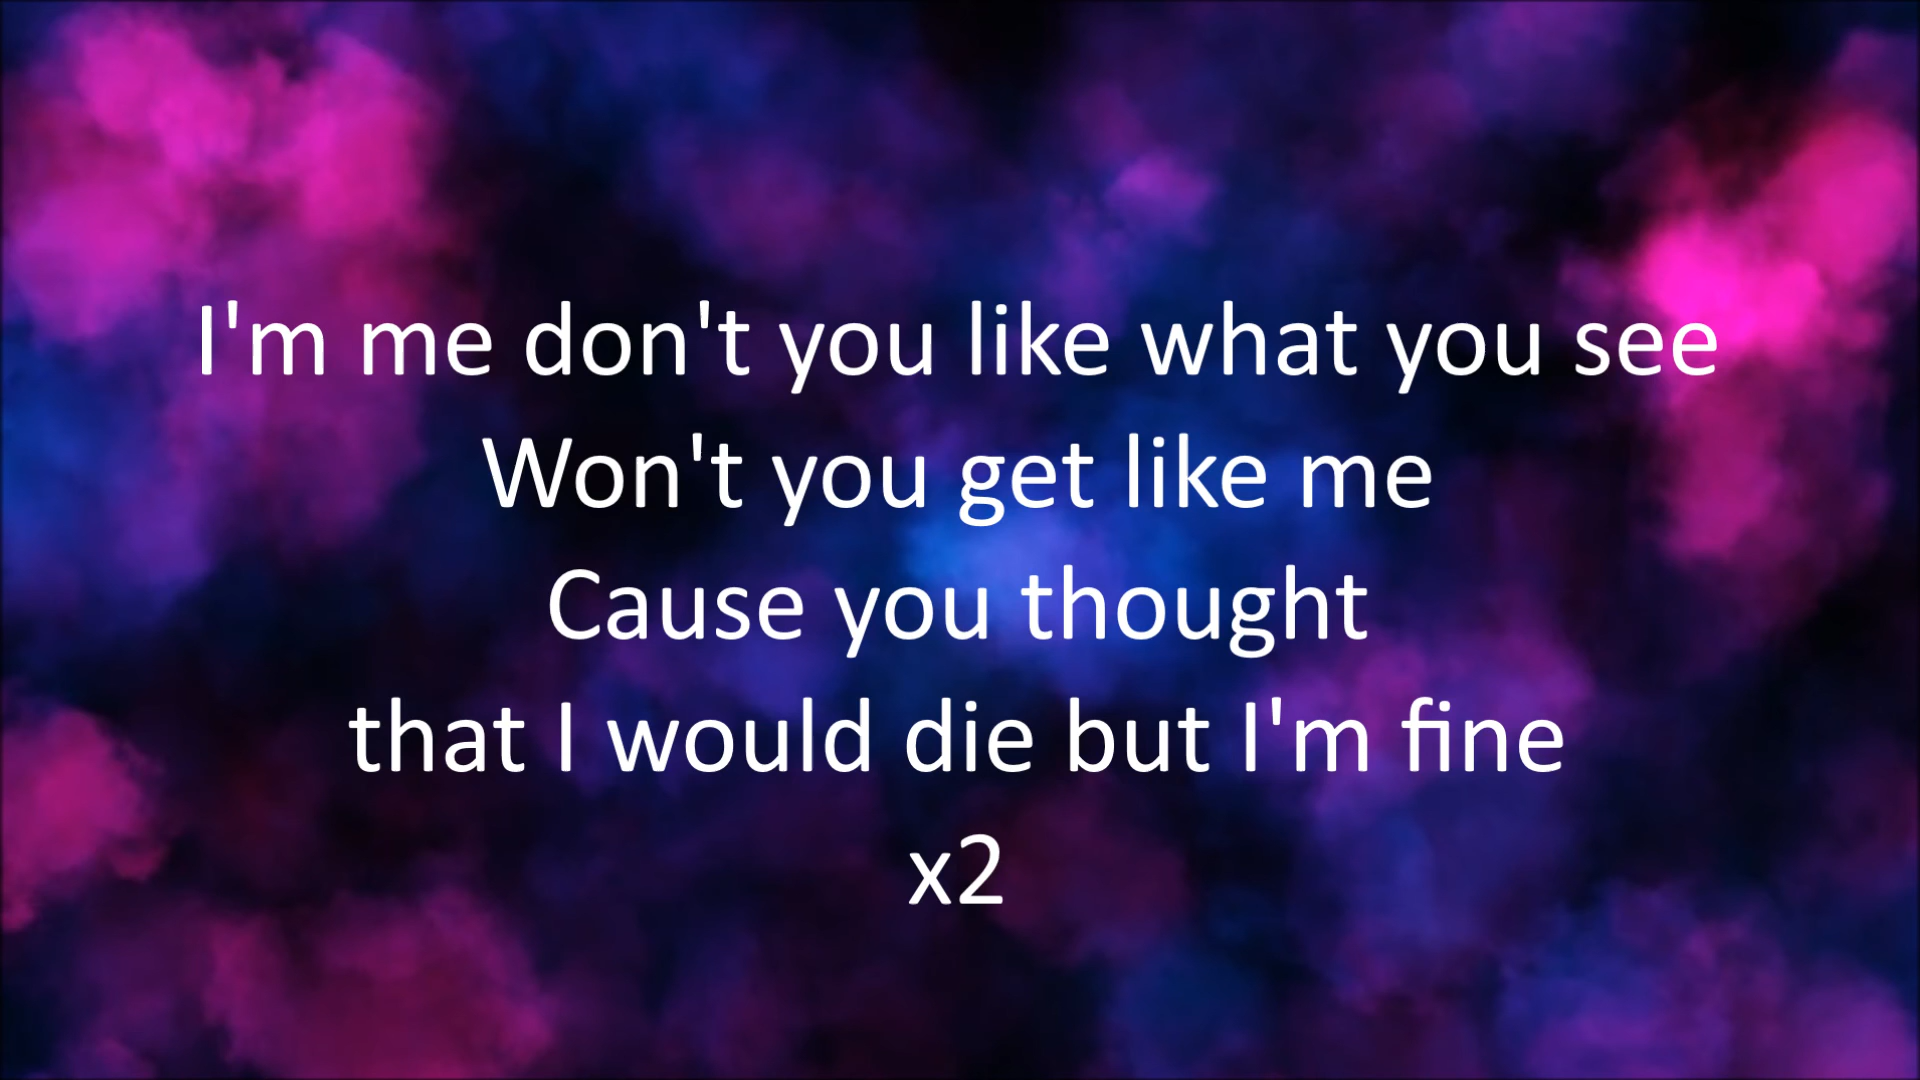 I'm me don't you like what you see
Won't you get like me
Cause you thought
that I would die but I'm fine
x2